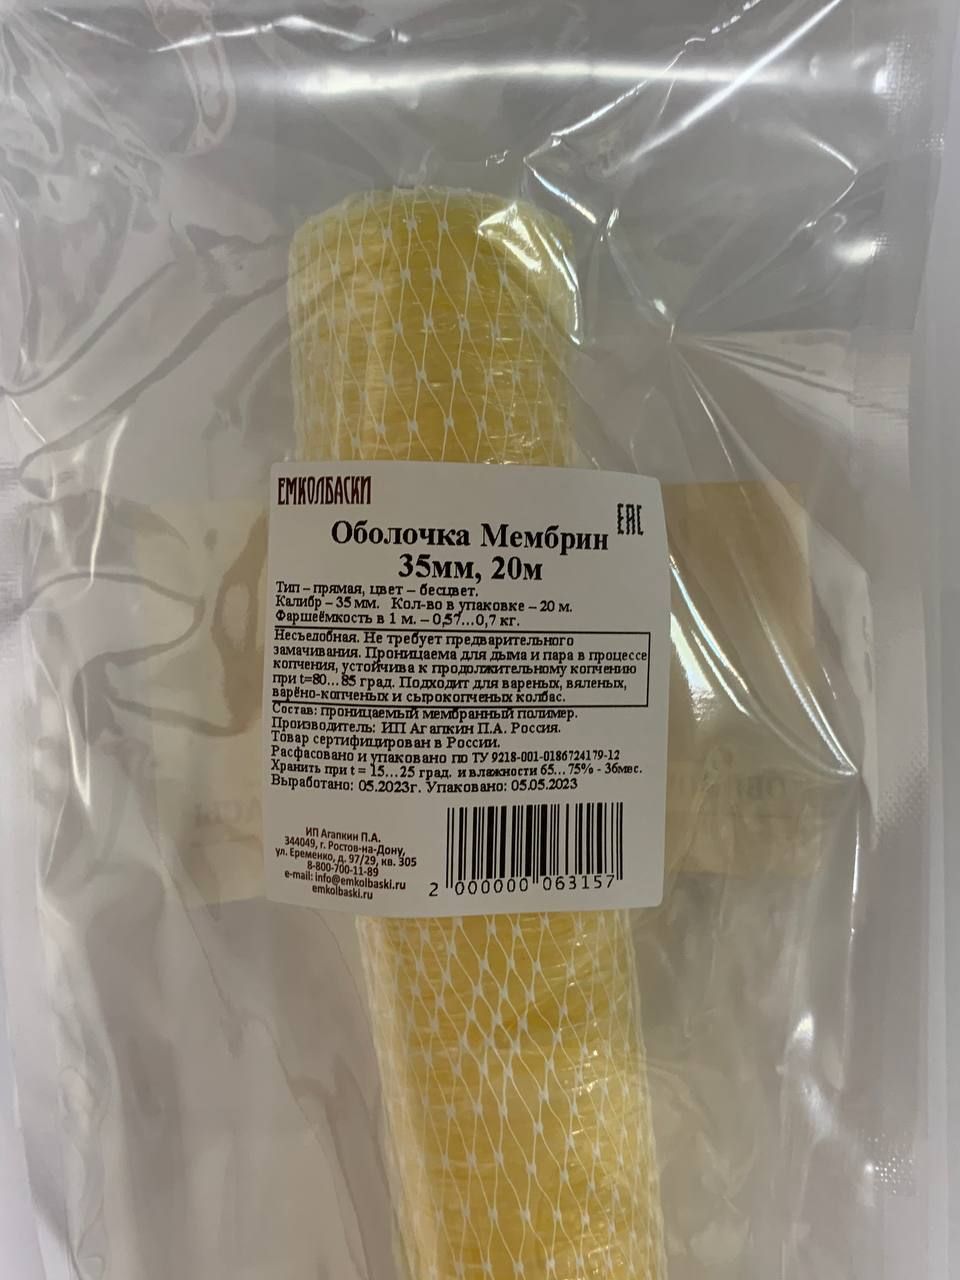 ЕМКОЛБАСКИ
EAC
Оболочка Мембрин
35мм, 20м
Тип – прямая, цвет – бесцвет.
Калибр – 35 мм. Кол-во в упаковке – 20 м.
Фаршеёмкость в 1 м. – 0,57...0,7 кг.
Несъедобная. Не требует предварительного
замачивания. Проницаема для дыма и пара в процессе
копчения, устойчива к продолжительному копчению
при t=80...85 град. Подходит для вареных, вяленых,
варёно-копченых и сырокопченых колбас.
Состав: проницаемый мембранный полимер.
Производитель: ИП Агапкин П.А. Россия.
Товар сертифицирован в России.
Расфасовано и упаковано по ТУ 9218-001-0186724179-12
Хранить при t = 15...25 град. и влажности 65...75% - 36мес.
Выработано: 05.2023г. Упаковано: 05.05.2023
ИП Агапкин П.А.
344049, г. Ростов-на-Дону,
ул. Еременко, д. 97/29, кв. 305
8-800-700-11-89
e-mail: info@emkolbaski.ru
emkolbaski.ru
2 000000 063157